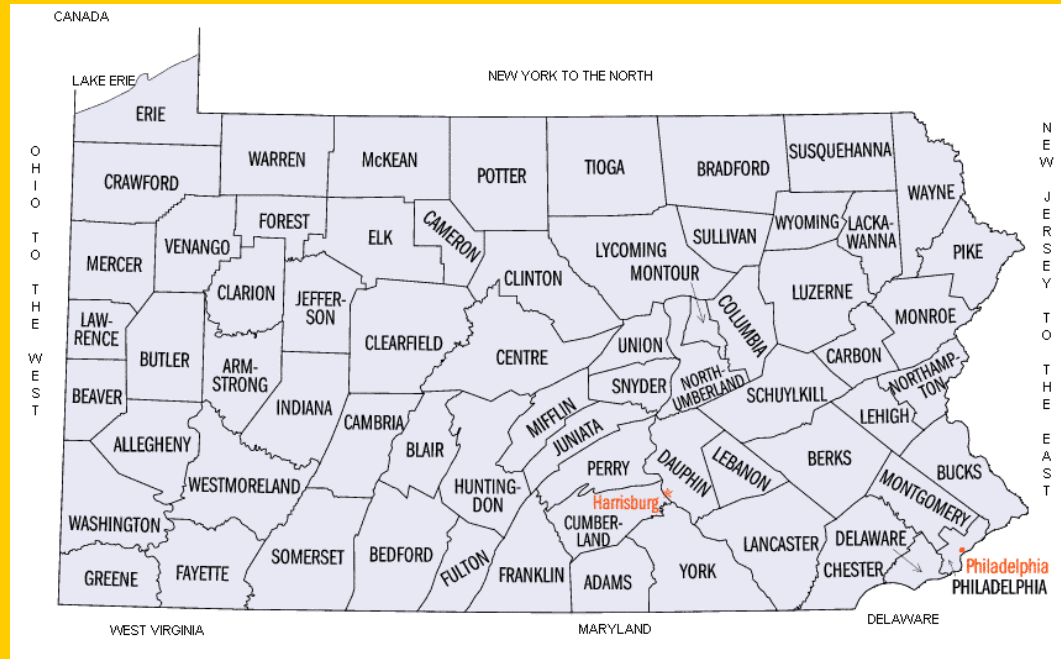 CANADA
LAKE ERIE
NEW YORK TO THE NORTH
OHIO TO THE WEST
NEW JERSEY TO THE EAST
ERIE
CRAWFORD
WARREN
McKEAN
POTTER
TIOGA
BRADFORD
SUSQUEHANNA
WAYNE
WYOMING
LACKA-
WANNA
PIKE
MERCER
VENANGO
FOREST
ELK
CAMERON
CLINTON
LYCOMING
SULLIVAN
MONTOUR
COLUMBIA
LUZERNE
MONROE
CLARION
JEFFER-
SON
CLEARFIELD
CENTRE
UNION
SNYDER
NORTH-
UMBERLAND
CARBON
NORTHAMP-
TON
LAW-
RENCE
BUTLER
ARM-
STRONG
INDIANA
BEAVER
ALLEGHENY
CAMBRIA
BLAIR
MIFFLIN
JUNIATA
SCHUYLKILL
LEHIGH
WESTMORELAND
HUNTING-
DON
PERRY
DAUPHIN
LEBANON
BERKS
BUCKS
MONTGOMERY
Harrisburg
*
WASHINGTON
CUMBER-
LAND
GREENE
FAYETTE
SOMERSET
BEDFORD
FULTON
FRANKLIN
ADAMS
YORK
LANCASTER
DELAWARE
CHESTER
Philadelphia
PHILADELPHIA
WEST VIRGINIA
MARYLAND
DELAWARE